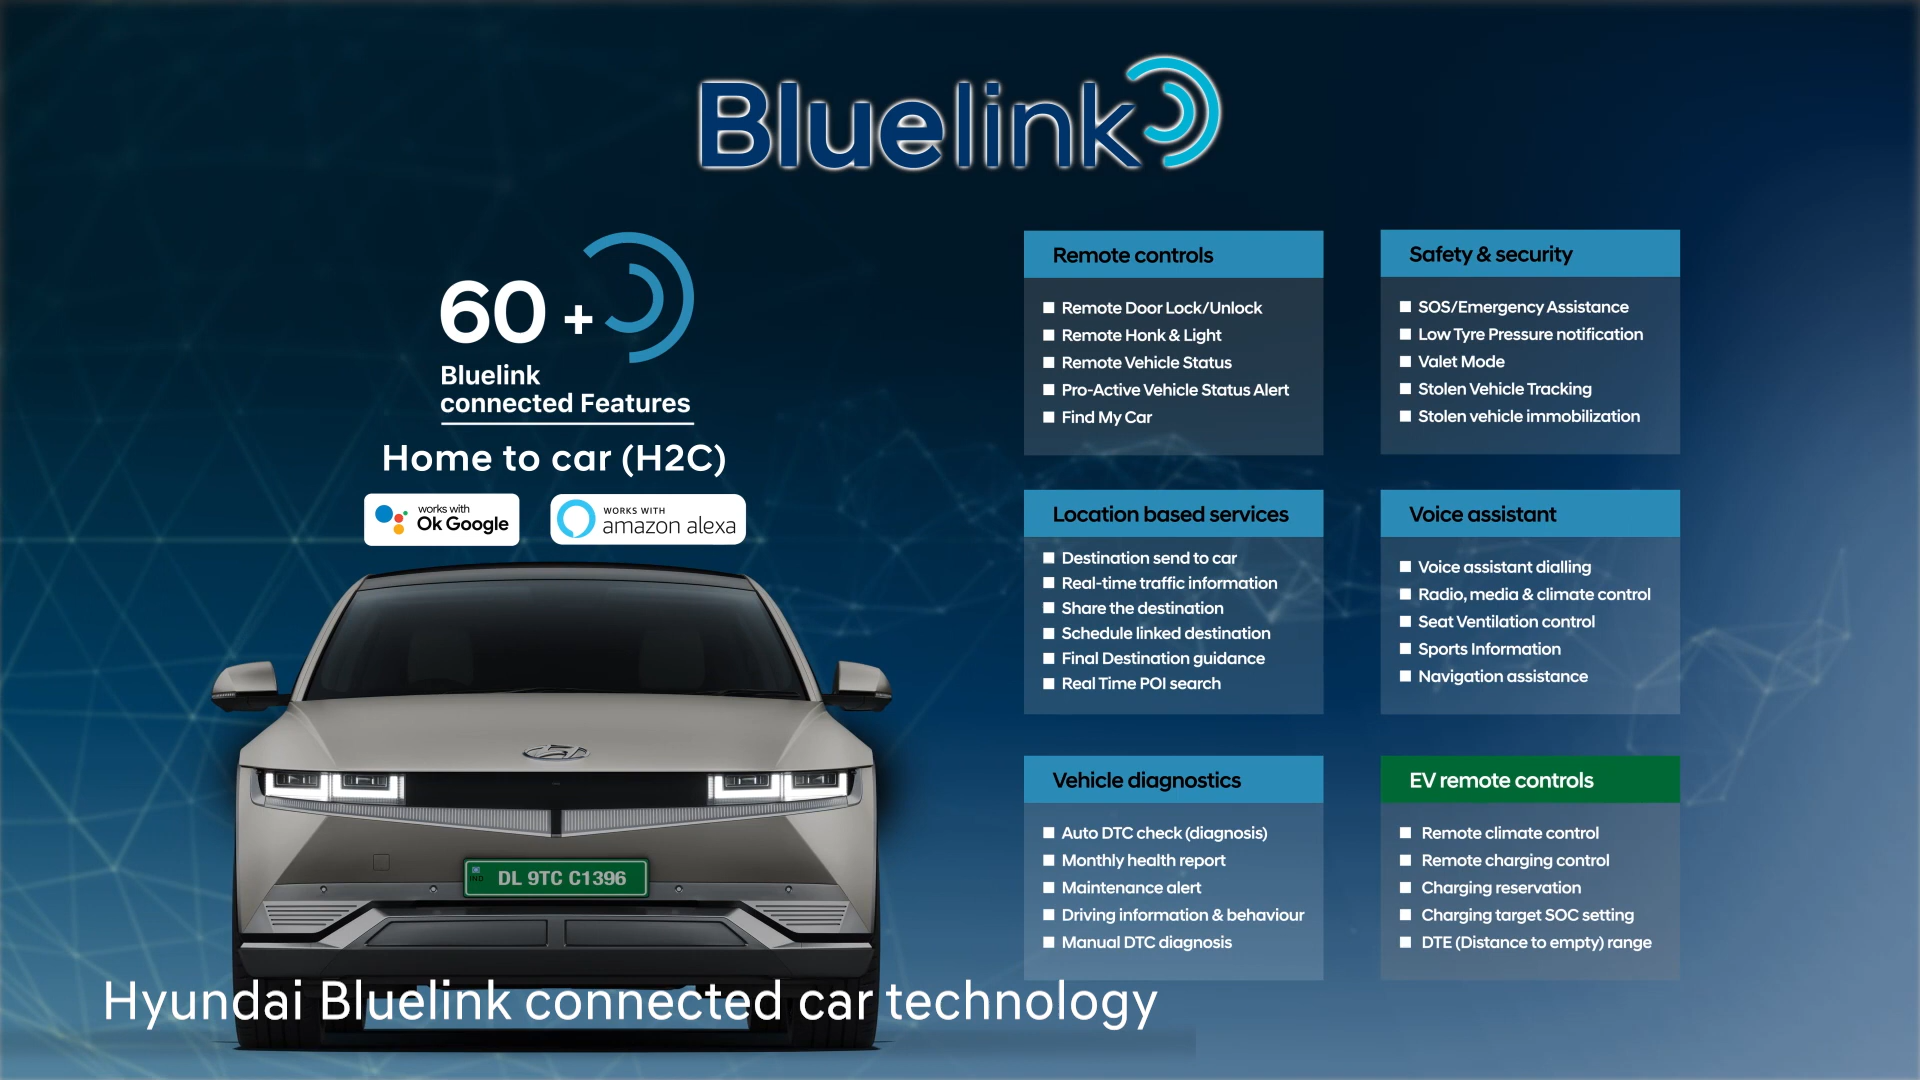 Bluelink
60 +
Bluelink
connected Features
Home to car (H2C)
works with
Ok Google
WORKS WITH
amazon alexa
Remote controls
Remote Door Lock/Unlock
Remote Honk & Light
Remote Vehicle Status
Pro-Active Vehicle Status Alert
Find My Car
Safety & security
SOS/Emergency Assistance
Low Tyre Pressure notification
Valet Mode
Stolen Vehicle Tracking
Stolen vehicle immobilization
Location based services
Destination send to car
Real-time traffic information
Share the destination
Schedule linked destination
Final Destination guidance
Real Time POI search
Voice assistant
Voice assistant dialling
Radio, media & climate control
Seat Ventilation control
Sports Information
Navigation assistance
Vehicle diagnostics
Auto DTC check (diagnosis)
Monthly health report
Maintenance alert
Driving information & behaviour
Manual DTC diagnosis
EV remote controls
Remote climate control
Remote charging control
Charging reservation
Charging target SOC setting
DTE (Distance to empty) range
IND
DL 9TC C1396
Hyundai Bluelink connected car technology